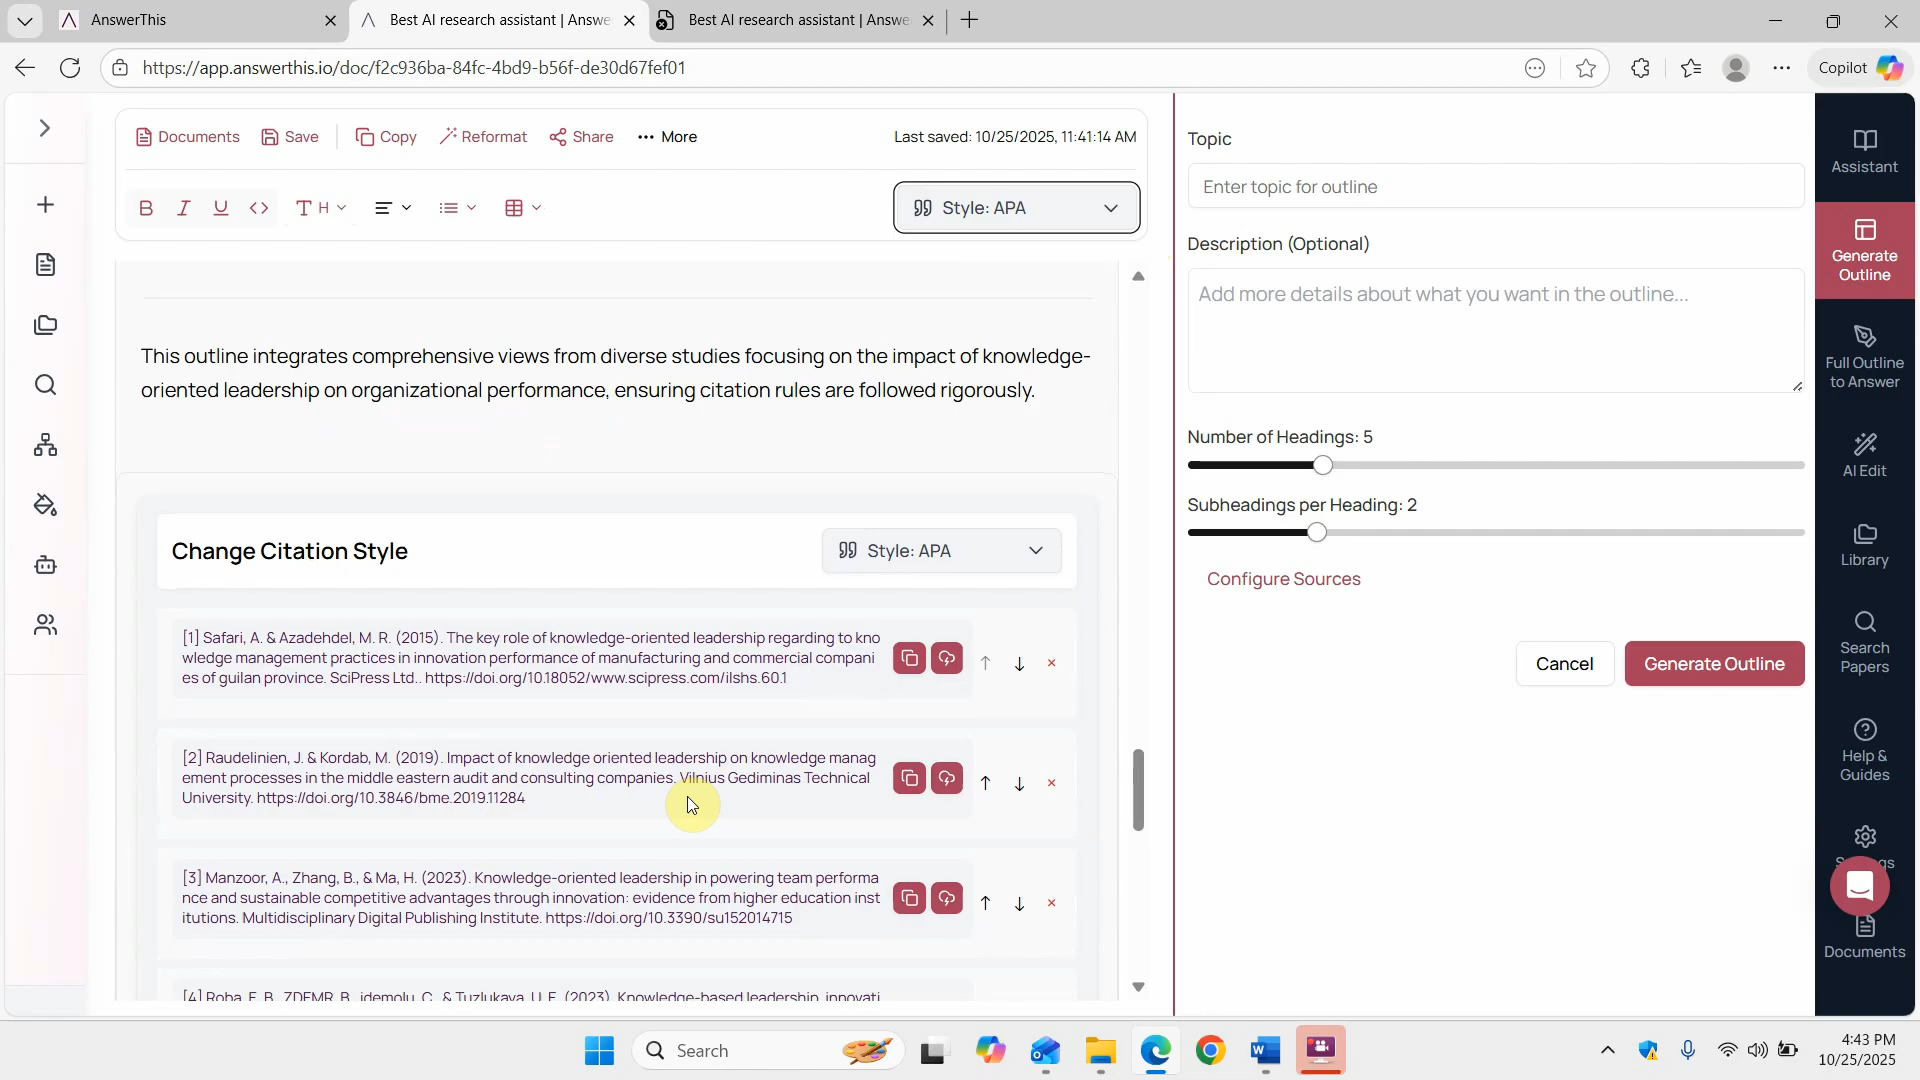 AnswerThis
Best AI research assistant | Answe
Best AI research assistant | Answe
https://app.answerthis.io/doc/f2c936ba-84fc-4bd9-b56f-de30d67fef01
Copilot
Documents
Save
Copy
Reformat
Share
More
Last saved: 10/25/2025, 11:41:14 AM
B I U <> T H
Style: APA
This outline integrates comprehensive views from diverse studies focusing on the impact of knowledge-
oriented leadership on organizational performance, ensuring citation rules are followed rigorously.
Change Citation Style
Style: APA
[1] Safari, A. & Azadehdel, M. R. (2015). The key role of knowledge-oriented leadership regarding to kno
wledge management practices in innovation performance of manufacturing and commercial compani
es of guilan province. SciPress Ltd.. https://doi.org/10.18052/www.scipress.com/ilshs.60.1
[2] Raudelinien, J. & Kordab, M. (2019). Impact of knowledge oriented leadership on knowledge manag
ement processes in the middle eastern audit and consulting companies. Vilnius Gediminas Technical
University. https://doi.org/10.3846/bme.2019.11284
[3] Manzoor, A., Zhang, B., & Ma, H. (2023). Knowledge-oriented leadership in powering team performa
nce and sustainable competitive advantages through innovation: evidence from higher education inst
itutions. Multidisciplinary Digital Publishing Institute. https://doi.org/10.3390/su152014715
[4] Roba, F. B., ZDEMR, B., idemolu, C., & Tuzlukaya, U. E. (2023). Knowledge-based leadership, innovati
Topic
Enter topic for outline
Description (Optional)
Add more details about what you want in the outline...
Number of Headings: 5
Subheadings per Heading: 2
Configure Sources
Cancel
Generate Outline
Assistant
Generate
Outline
Full Outline
to Answer
AI Edit
Library
Search
Papers
Help &
Guides
Documents
Search
4:43 PM
10/25/2025